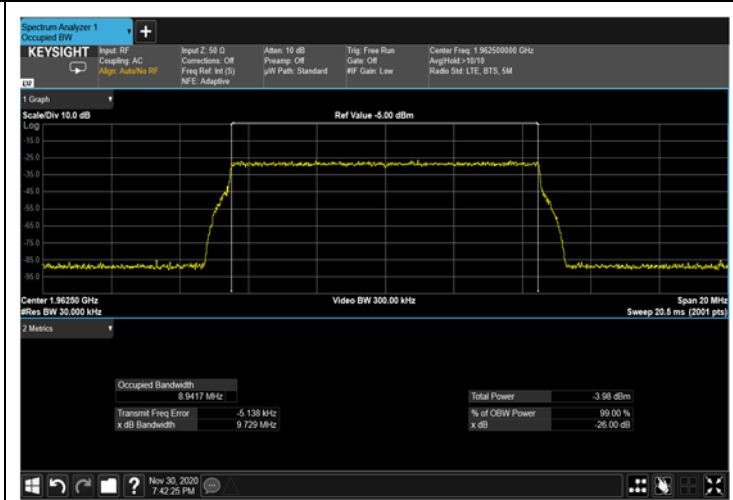 Spectrum Analyzer 1
Occupied BW
+
KEYSIGHT
Input: RF
Coupling: AC
Align: Auto/No RF
Input Z: 50 Ω
Corrections: Off
Freq Ref: Int (S)
NFE: Adaptive
Atten: 10 dB
Preamp: Off
µW Path: Standard
Trig: Free Run
Gate: Off
#IF Gain: Low
Center Freq: 1.962500000 GHz
Avg|Hold:>10/10
Radio Std: LTE, BTS, 5M
1 Graph
Scale/Div 10.0 dB
Ref Value -5.00 dBm
Log
-15.0
-25.0
-35.0
-45.0
-55.0
-65.0
-75.0
-85.0
-95.0
Center 1.96250 GHz
Video BW 300.00 kHz
Span 20 MHz
#Res BW 30.000 kHz
Sweep 20.5 ms (2001 pts)
2 Metrics
Occupied Bandwidth
8.9417 MHz
Total Power -3.98 dBm
Transmit Freq Error -5.138 kHz
% of OBW Power 99.00 %
x dB Bandwidth 9.729 MHz
x dB -26.00 dB
?
Nov 30, 2020
7:42:25 PM